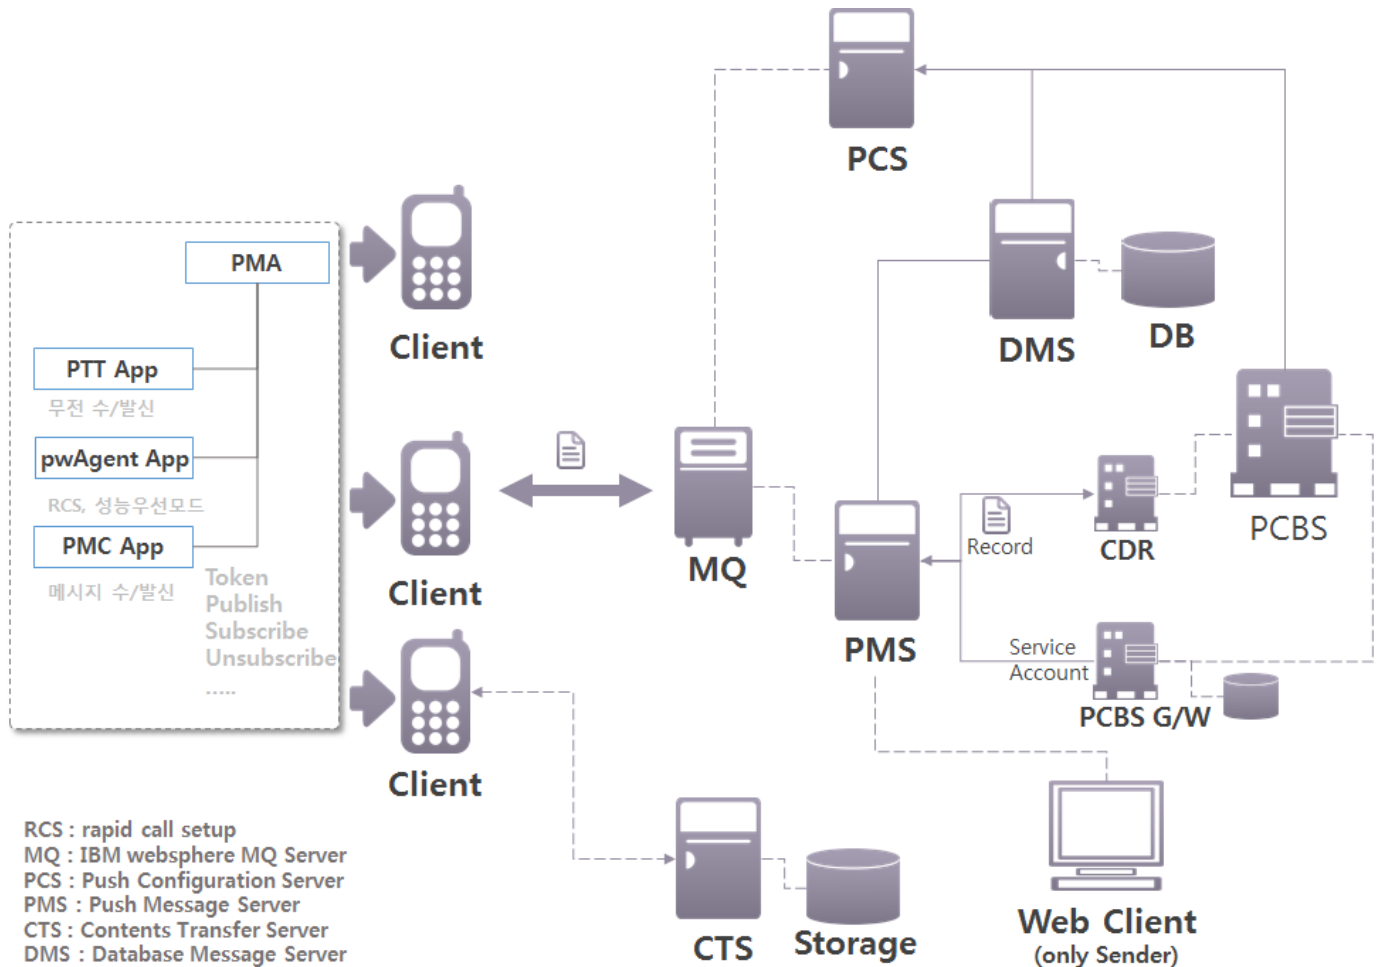 PCS
PMA
Client
DMS
DB
PTT App
무전 수/발신
pwAgent App
RCS, 성능우선모드
PMC App
메시지 수/발신
Token
Publish
Subscribe
Unsubscribe
.....
Client
MQ
Record
CDR
PCBS
PMS
Service
Account
PCBS G/W
Client
RCS : rapid call setup
MQ : IBM websphere MQ Server
PCS : Push Configuration Server
PMS : Push Message Server
CTS : Contents Transfer Server
DMS : Database Message Server
CTS
Storage
Web Client
(only Sender)